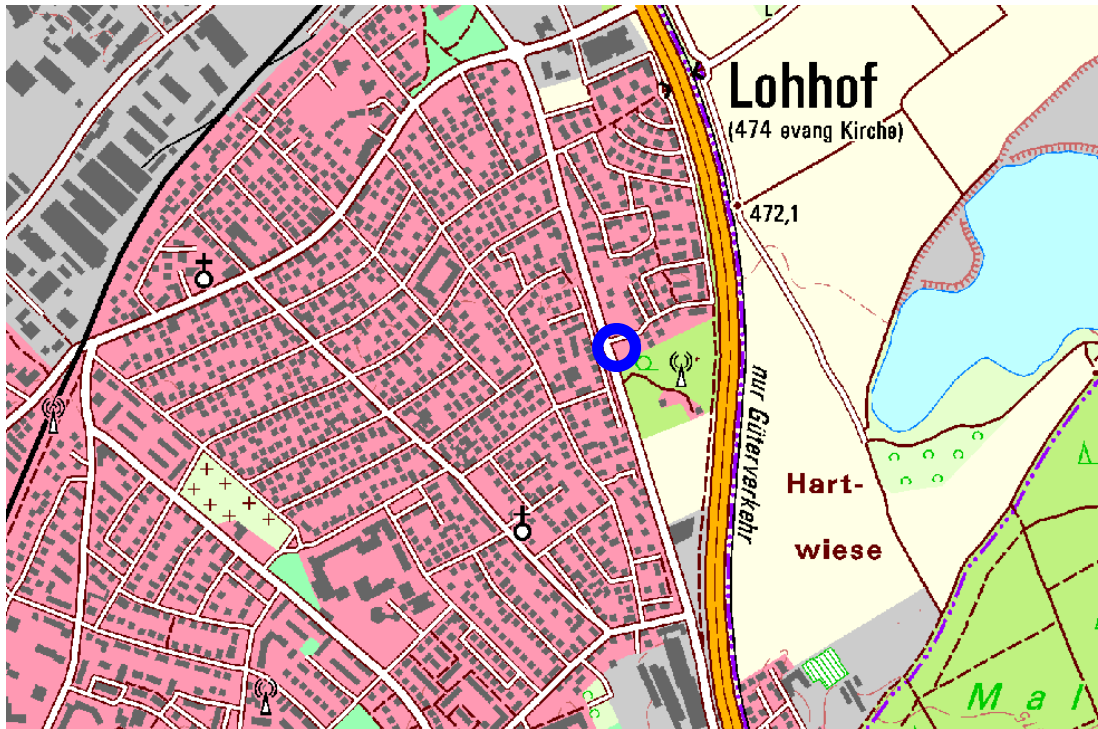 L
Lohhof
(474 evang Kirche)
472,1
nur Güterverkehr
Hart-
wiese
M a l